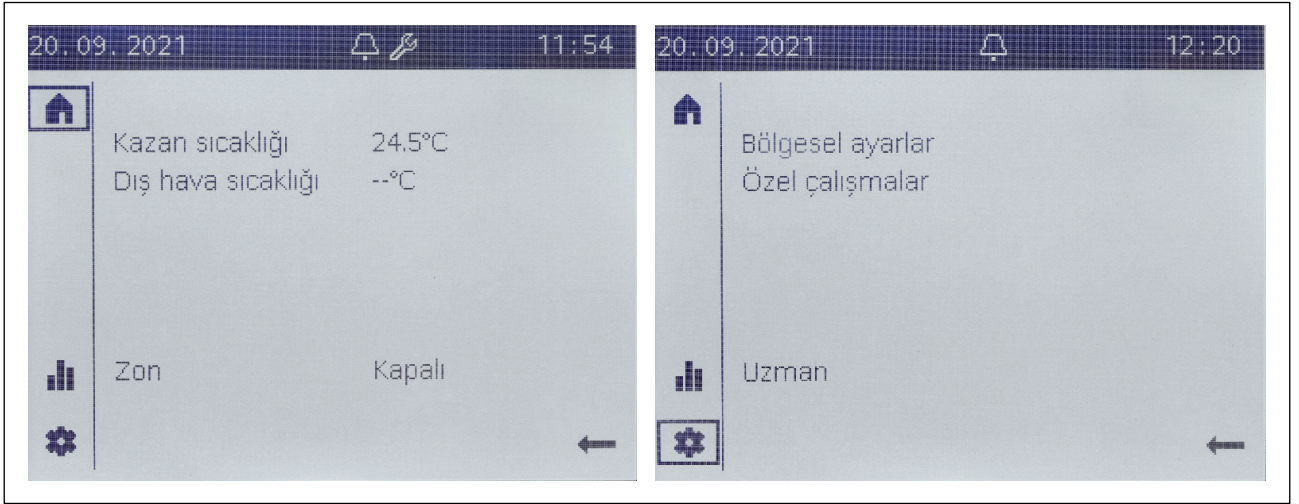 20.09.2021 11:54
Kazan sıcaklığı 24.5°C
Dış hava sıcaklığı --°C
Zon Kapalı
20.09.2021 12:20
Bölgesel ayarlar
Özel çalışmalar
Uzman